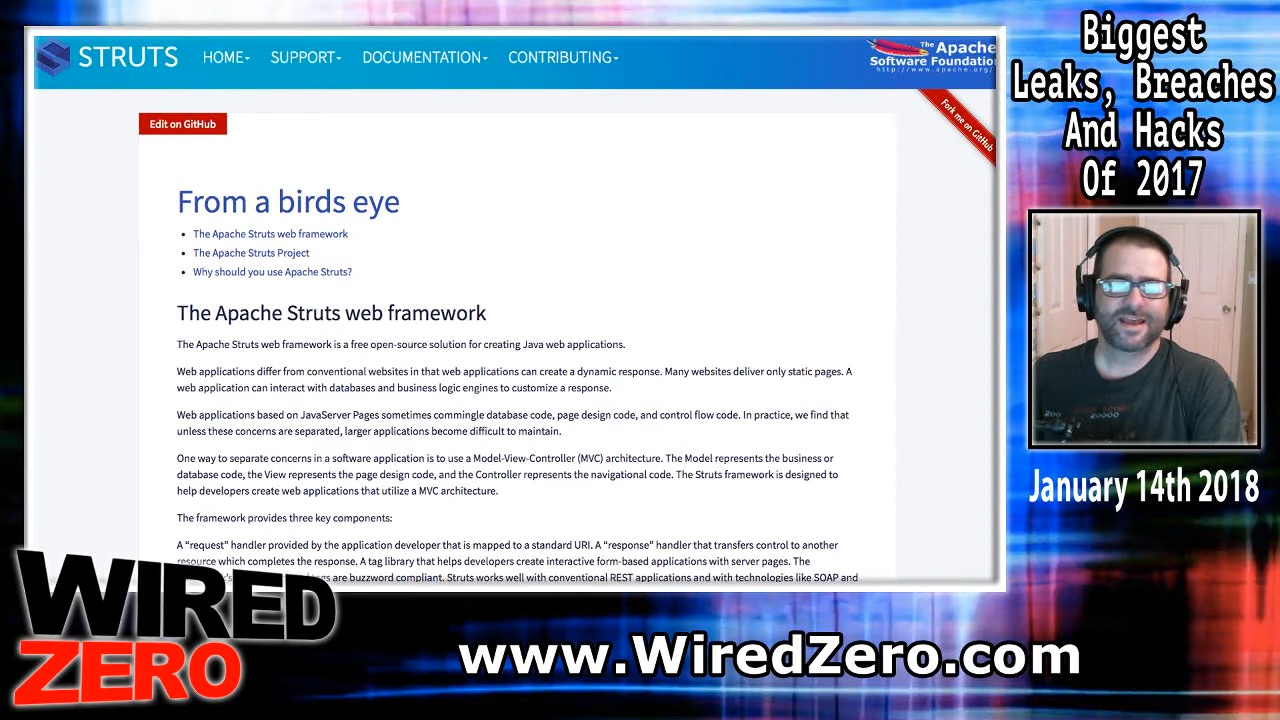 STRUTS
HOME SUPPORT DOCUMENTATION CONTRIBUTING
The Apache
Software Foundation
http://www.apache.org/
Fork me on GitHub
Edit on GitHub
From a birds eye
The Apache Struts web framework
The Apache Struts Project
Why should you use Apache Struts?
The Apache Struts web framework
The Apache Struts web framework is a free open-source solution for creating Java web applications.
Web applications differ from conventional websites in that web applications can create a dynamic response. Many websites deliver only static pages. A
web application can interact with databases and business logic engines to customize a response.
Web applications based on JavaServer Pages sometimes commingle database code, page design code, and control flow code. In practice, we find that
unless these concerns are separated, larger applications become difficult to maintain.
One way to separate concerns in a software application is to use a Model-View-Controller (MVC) architecture. The Model represents the business or
database code, the View represents the page design code, and the Controller represents the navigational code. The Struts framework is designed to
help developers create web applications that utilize a MVC architecture.
The framework provides three key components:
A “request” handler provided by the application developer that is mapped to a standard URI. A “response” handler that transfers control to another
resource which completes the response. A tag library that helps developers create interactive form-based applications with server pages. The
are buzzword compliant. Struts works well with conventional REST applications and with technologies like SOAP and
Biggest
Leaks, Breaches
And Hacks
Of 2017
January 14th 2018
WIRED
ZERO
www.WiredZero.com